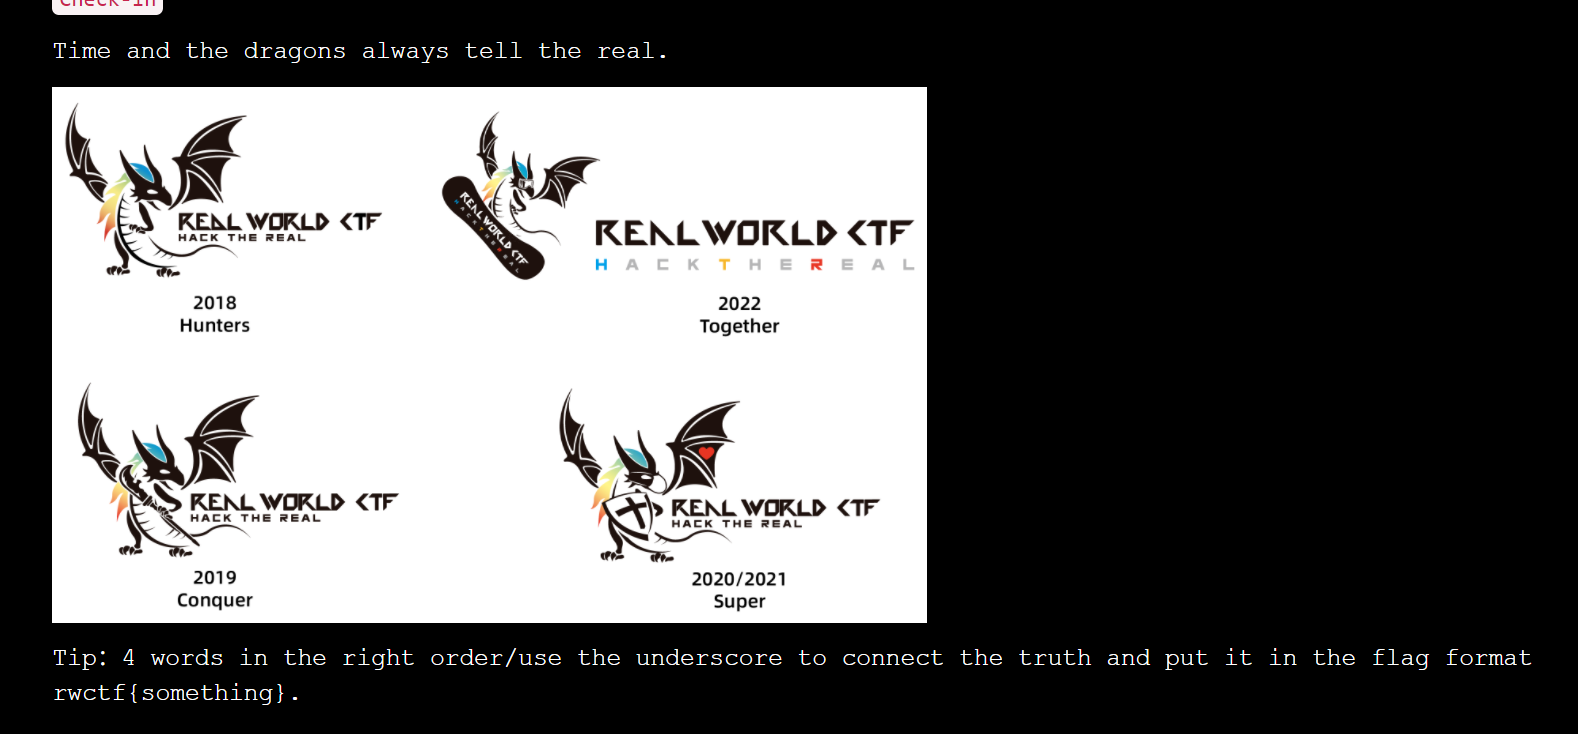 Check-in
Time and the dragons always tell the real.
REAL WORLD CTF
HACK THE REAL
2018
Hunters
REAL WORLD CTF
HACKTHEREAL
REAL WORLD CTF
HACKTHEREAL
2022
Together
REAL WORLD CTF
HACK THE REAL
2019
Conquer
REAL WORLD CTF
HACK THE REAL
2020/2021
Super
Tip: 4 words in the right order/use the underscore to connect the truth and put it in the flag format
rwctf{something}.